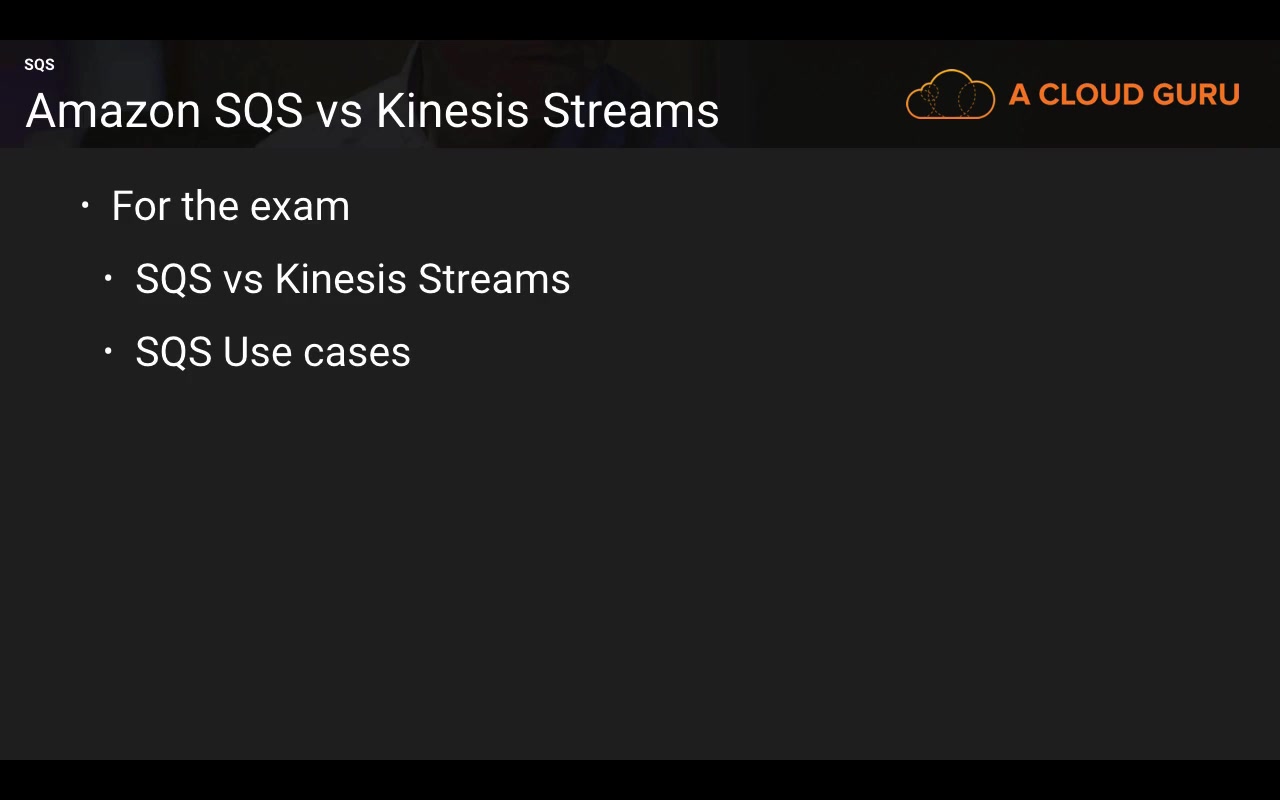 SQS
Amazon SQS vs Kinesis Streams
A CLOUD GURU
• For the exam
• SQS vs Kinesis Streams
• SQS Use cases